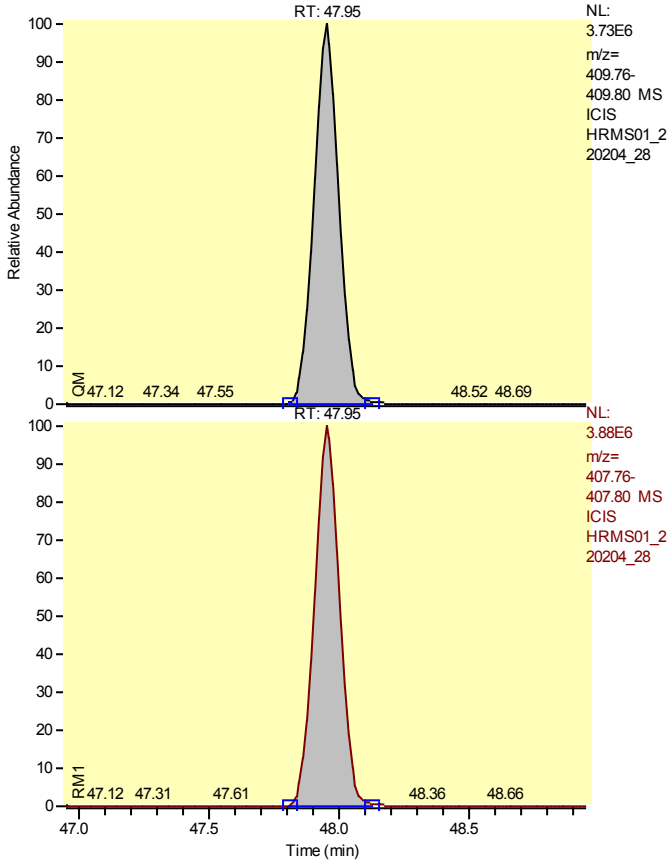 RT: 47.95
NL:
3.73E6
m/z=
409.76-
409.80 MS
ICIS
HRMS01_2
20204_28
100
90
80
70
60
50
40
30
20
10
0
Relative Abundance
QM
47.12 47.34 47.55 48.52 48.69
RT: 47.95
NL:
3.88E6
m/z=
407.76-
407.80 MS
ICIS
HRMS01_2
20204_28
100
90
80
70
60
50
40
30
20
10
0
RM1
47.12 47.31 47.61 48.36 48.66
47.0 47.5 48.0 48.5
Time (min)